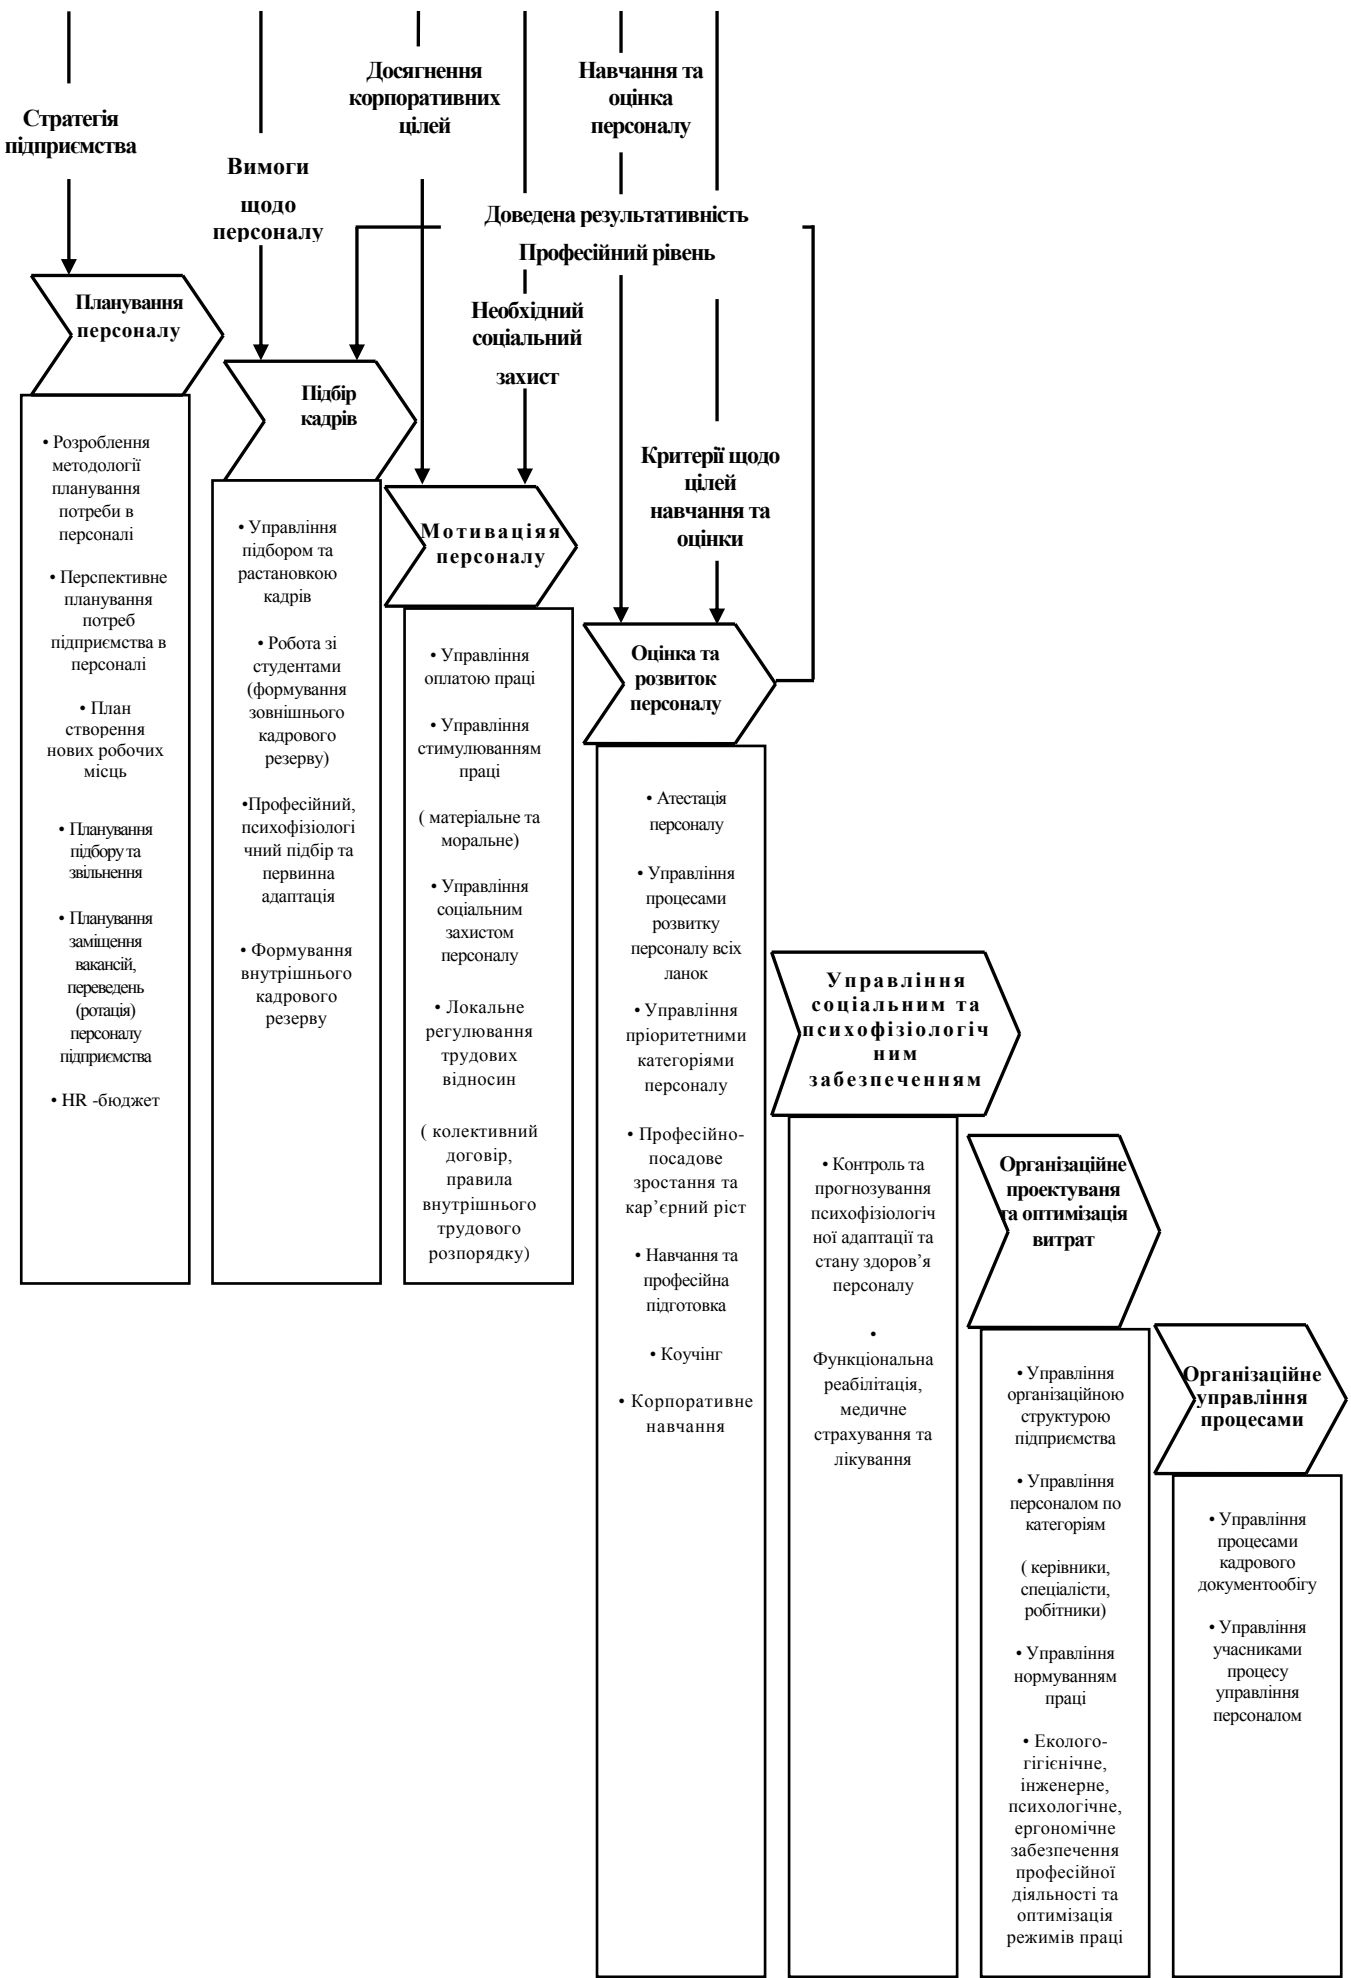 Стратегія
підприємства
Вимоги
щодо
персоналу
Досягнення
корпоративних
цілей
Навчання та
оцінка
персоналу
Доведена результативність
Професійний рівень
Необхідний
соціальний
захист
Критерії щодо
цілей
навчання та
оцінки
Планування
персоналу
• Розроблення
методології
планування
потреби в
персоналі
• Перспективне
планування
потреб
підприємства в
персоналі
• План
створення
нових робочих
місць
• Планування
підбору та
звільнення
• Планування
заміщення
вакансій,
переведень
(ротація)
персоналу
підприємства
• HR -бюджет
Підбір
кадрів
• Управління
підбором та
растановкою
кадрів
• Робота зі
студентами
(формування
зовнішнього
кадрового
резерву)
•Професійний,
психофізіологі
чний підбір та
первинна
адаптація
• Формування
внутрішнього
кадрового
резерву
Мотиваціяя
персоналу
• Управління
оплатою праці
• Управління
стимулюванням
праці
( матеріальне та
моральне)
• Управління
соціальним
захистом
персоналу
• Локальне
регулювання
трудових
відносин
( колективний
договір,
правила
внутрішнього
трудового
розпорядку)
Оцінка та
розвиток
персоналу
• Атестація
персоналу
• Управління
процесами
розвитку
персоналу всіх
ланок
• Управління
пріоритетними
категоріями
персоналу
• Професійно-
посадове
зростання та
кар’єрний ріст
• Навчання та
професійна
підготовка
• Коучінг
• Корпоративне
навчання
Управління
соціальним та
психофізіологіч
ним
забезпеченням
• Контроль та
прогнозування
психофізіологіч
ної адаптації та
стану здоров’я
персоналу
•
Функціональна
реабілітація,
медичне
страхування та
лікування
Організаційне
проектуваня
та оптимізація
витрат
• Управління
організаційною
структурою
підприємства
• Управління
персоналом по
категоріям
( керівники,
спеціалісти,
робітники)
• Управління
нормуванням
праці
• Еколого-
гігієнічне,
інженерне,
психологічне,
ергономічне
забезпечення
професійної
діяльності та
оптимізація
режимів праці
Організаційне
управління
процесами
• Управління
процесами
кадрового
документообігу
• Управління
учасниками
процесу
управління
персоналом